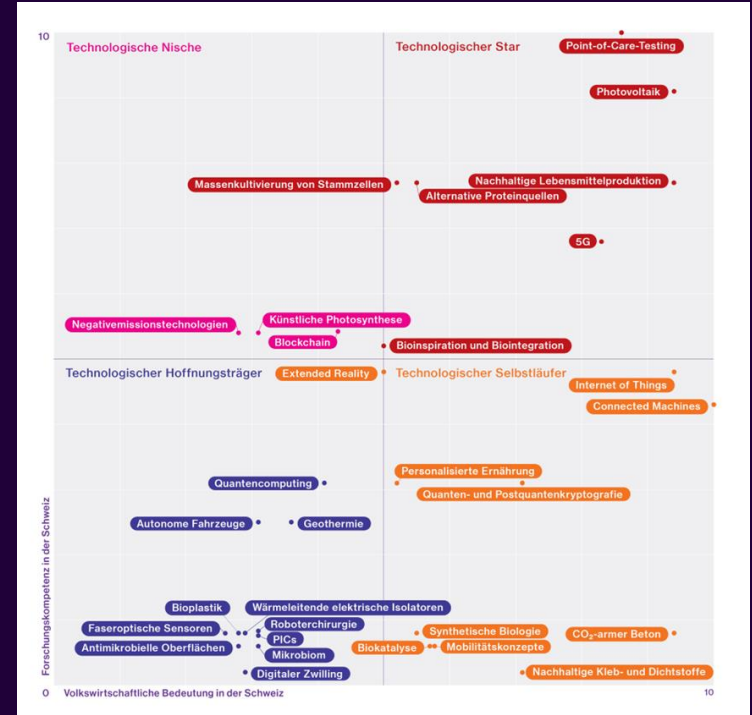 10
Technologische Nische
Technologischer Star
Point-of-Care-Testing
Photovoltaik
Massenkultivierung von Stammzellen
Nachhaltige Lebensmittelproduktion
Alternative Proteinquellen
5G
Negativemissionstechnologien
Künstliche Photosynthese
Blockchain
Bioinspiration und Biointegration
Technologischer Hoffnungsträger
Extended Reality
Technologischer Selbstläufer
Internet of Things
Connected Machines
Personalisierte Ernährung
Quantencomputing
Quanten- und Postquantenkryptografie
Autonome Fahrzeuge
Geothermie
Forschungskompetenz in der Schweiz
Bioplastik
Wärmeleitende elektrische Isolatoren
Faseroptische Sensoren
Roboterchirurgie
PICs
Antimikrobielle Oberflächen
Mikrobiom
Digitaler Zwilling
Synthetische Biologie
CO₂-armer Beton
Biokatalyse
Mobilitätskonzepte
Nachhaltige Kleb- und Dichtstoffe
0
Volkswirtschaftliche Bedeutung in der Schweiz
10